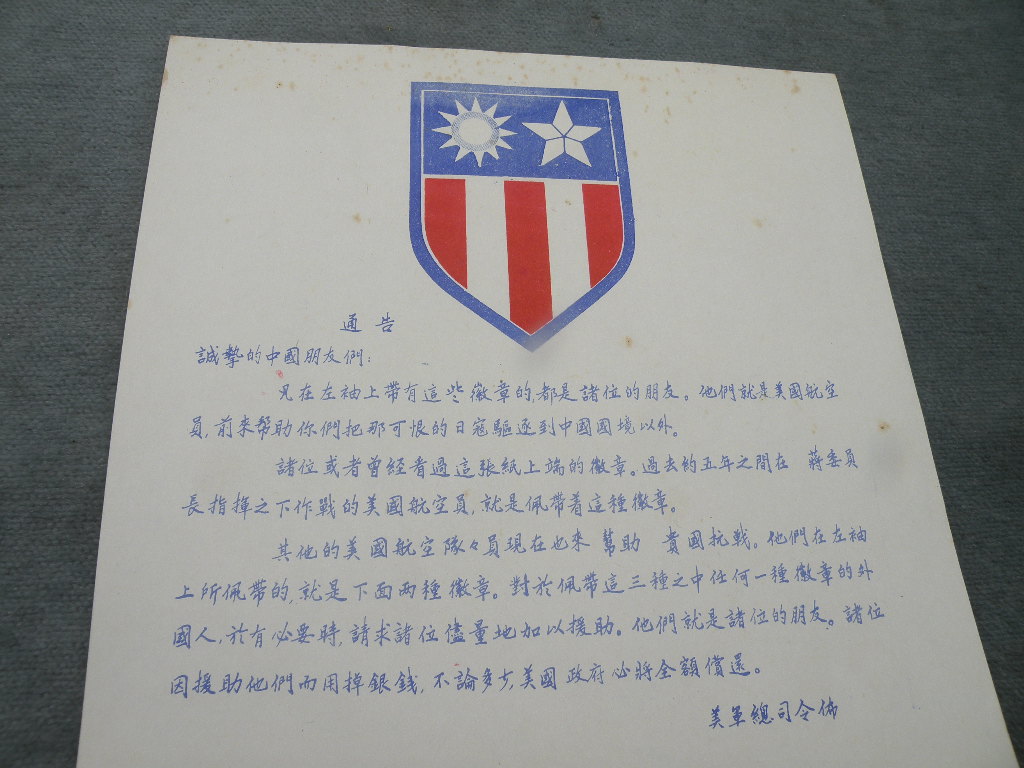 通告
誠摯的中國朋友們:
凡在左袖上帶有這些徽章的,都是諸位的朋友。他們就是美國航空
員,前來幫助你們把那可恨的日寇驅逐到中國國境以外。
諸位或者曾经看過這張紙上端的徽章。過去約五年之間在 蔣委員
長指揮之下作戰的美國航空員,就是佩帶着這種徽章。
其他的美國航空隊々員現在也來 幫助 貴國抗戰。他們在左袖
上所佩帶的,就是下面两種徽章。對於佩帶這三種之中任何一種徽章的外
國人,於有必要時,請求諸位儘量地加以援助。他們就是諸位的朋友。諸位
因援助他們而用掉銀錢,不論多少,美國政府必將全額償還。
美軍總司令佈